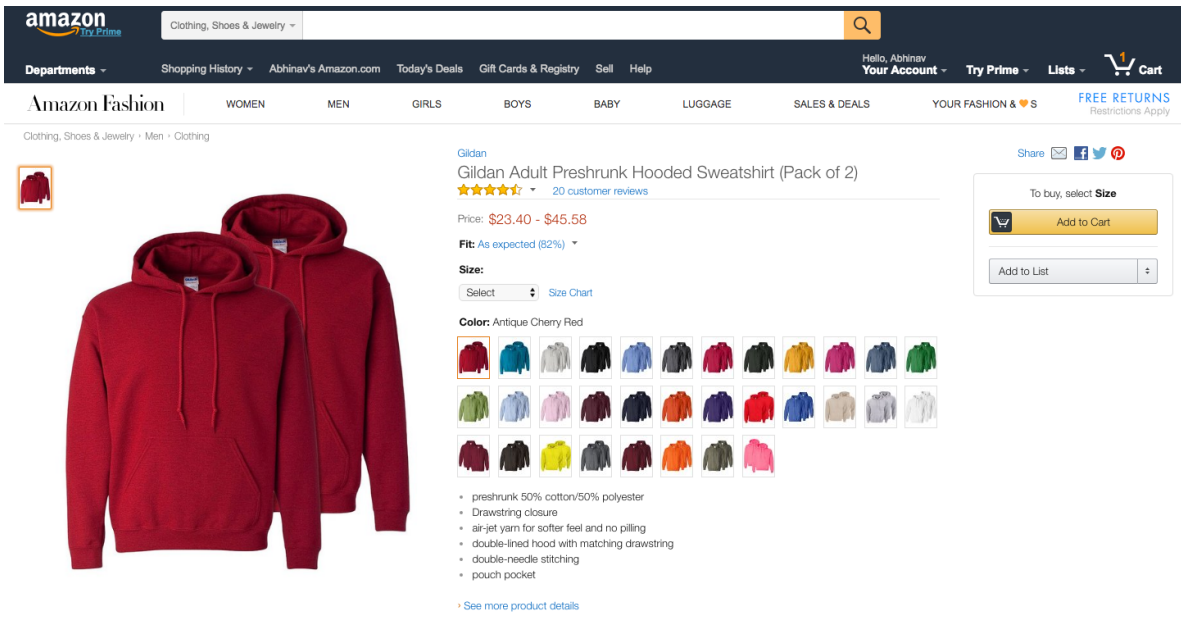 amazon
Try Prime
Clothing, Shoes & Jewelry
Departments
Shopping History
Abhinav's Amazon.com
Today's Deals
Gift Cards & Registry
Sell
Help
Hello, Abhinav
Your Account
Try Prime
Lists
1
Cart
Amazon Fashion
WOMEN
MEN
GIRLS
BOYS
BABY
LUGGAGE
SALES & DEALS
YOUR FASHION & 🧡 S
FREE RETURNS
Restrictions Apply
Clothing, Shoes & Jewelry › Men › Clothing
Gildan
Gildan Adult Preshrunk Hooded Sweatshirt (Pack of 2)
20 customer reviews
Price: $23.40 - $45.58
Fit: As expected (82%)
Size:
Select
Size Chart
Color: Antique Cherry Red
• preshrunk 50% cotton/50% polyester
• Drawstring closure
• air-jet yarn for softer feel and no pilling
• double-lined hood with matching drawstring
• double-needle stitching
• pouch pocket
› See more product details
Share
To buy, select Size
Add to Cart
Add to List